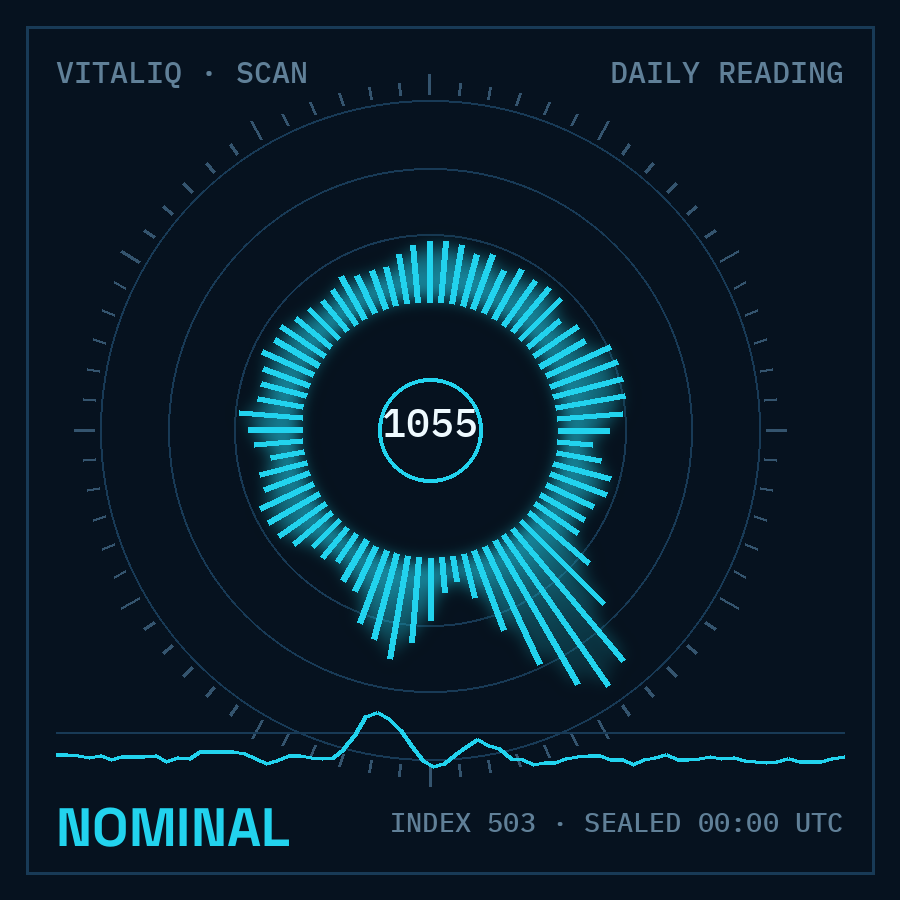 VITALIQ · SCAN
DAILY READING
1055
NOMINAL
INDEX 503 · SEALED 00:00 UTC